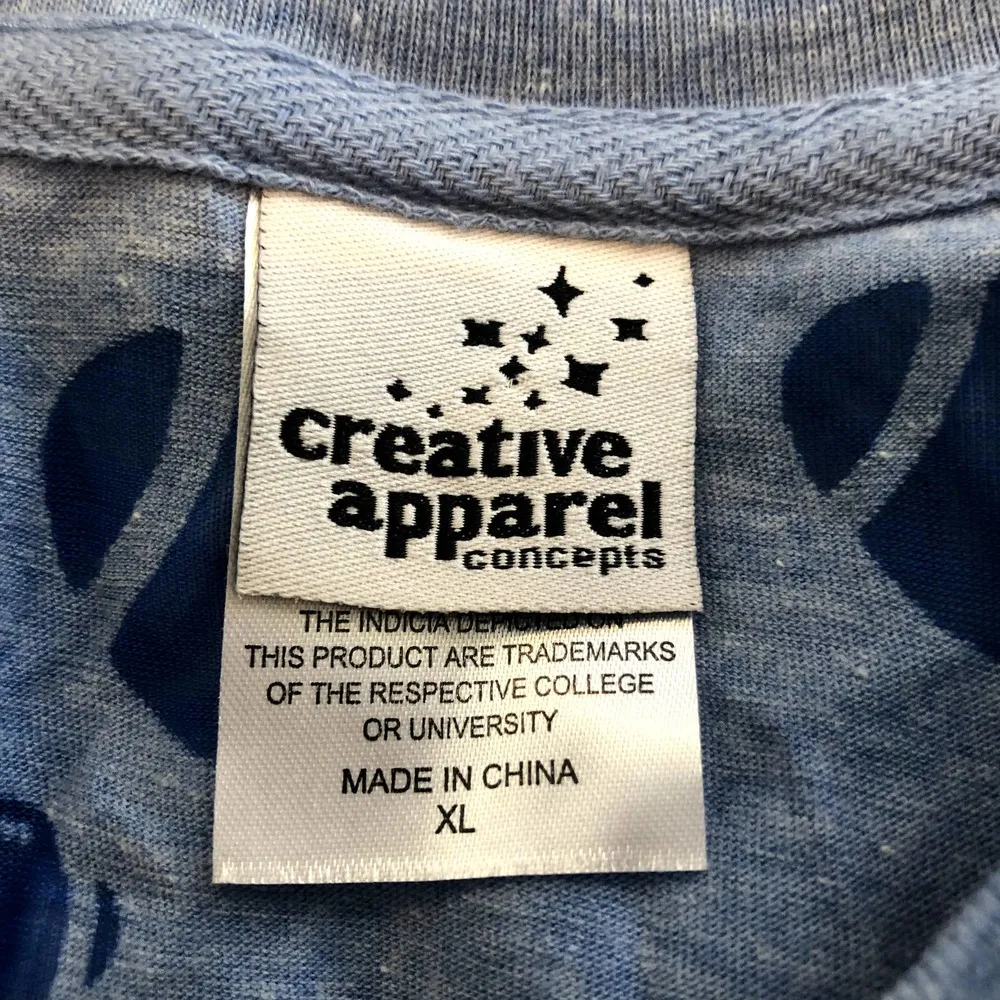 creative
apparel
concepts
THE INDICIA DEPICTED ON
THIS PRODUCT ARE TRADEMARKS
OF THE RESPECTIVE COLLEGE
OR UNIVERSITY
MADE IN CHINA
XL